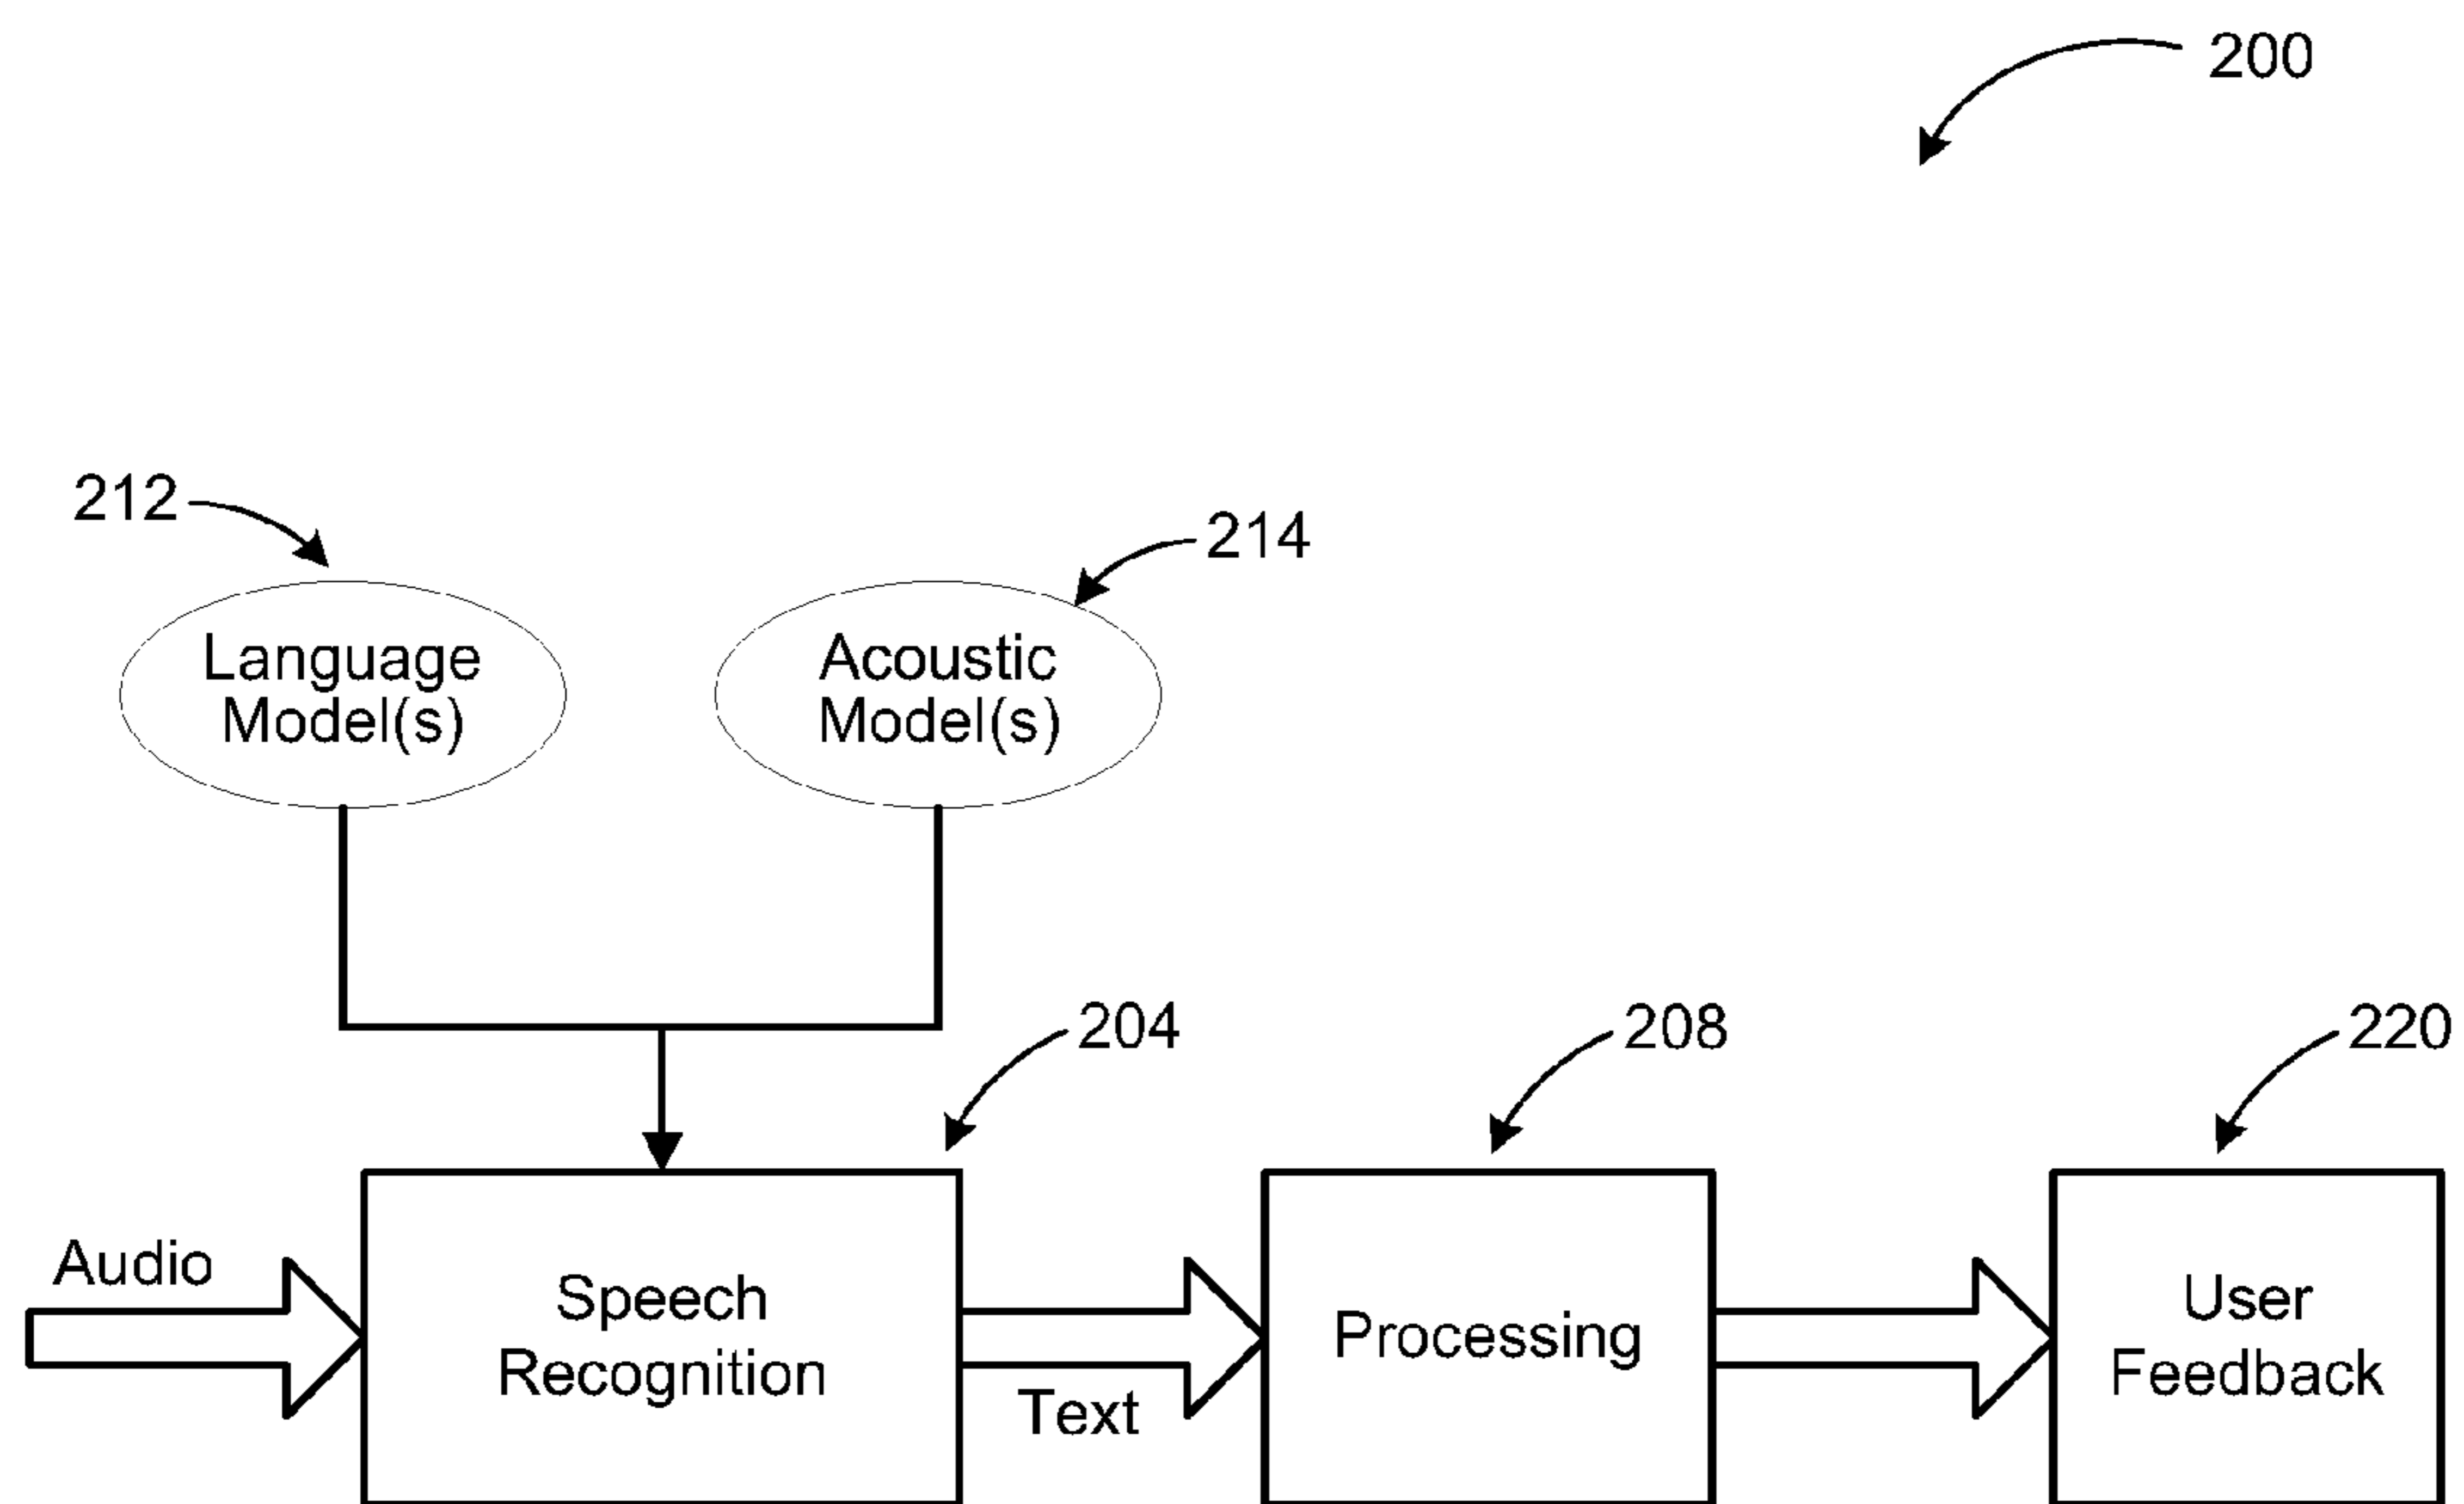 200
212
214
Language
Model(s)
Acoustic
Model(s)
204
208
220
Audio
Speech
Recognition
Text
Processing
User
Feedback